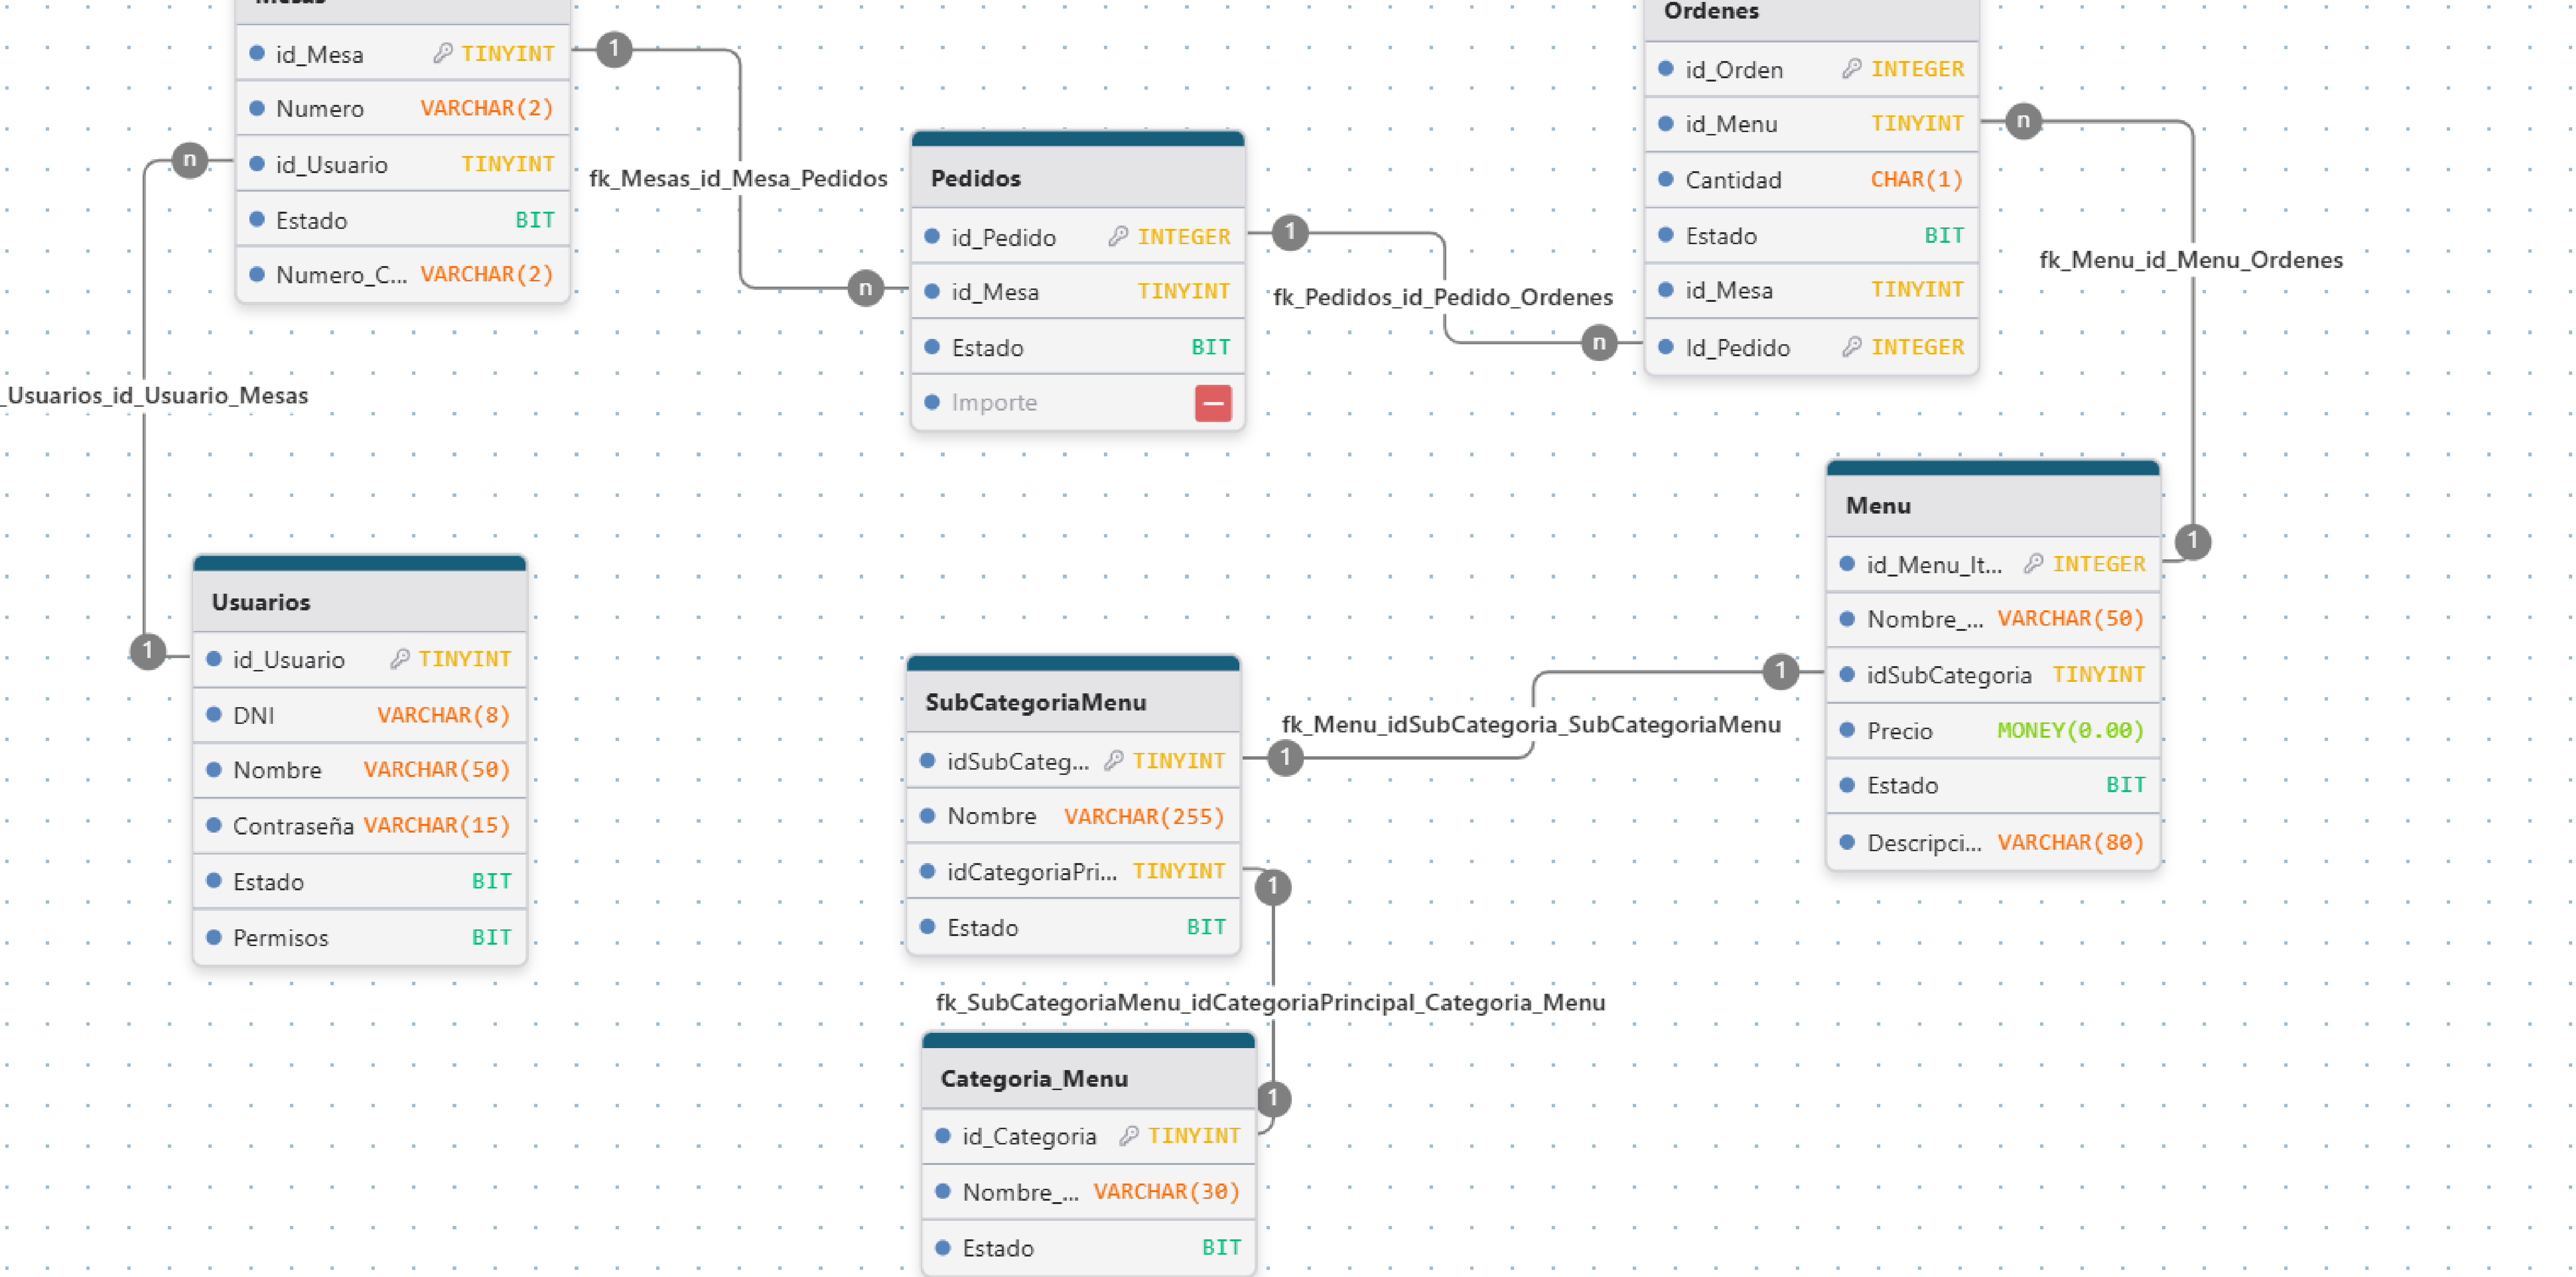 Mesas
id_Mesa TINYINT
Numero VARCHAR(2)
id_Usuario TINYINT
Estado BIT
Numero_C... VARCHAR(2)
1
n
fk_Mesas_id_Mesa_Pedidos
n
_Usuarios_id_Usuario_Mesas
1
Pedidos
id_Pedido INTEGER
id_Mesa TINYINT
Estado BIT
Importe
1
fk_Pedidos_id_Pedido_Ordenes
n
Ordenes
id_Orden INTEGER
id_Menu TINYINT
Cantidad CHAR(1)
Estado BIT
id_Mesa TINYINT
Id_Pedido INTEGER
n
fk_Menu_id_Menu_Ordenes
1
Usuarios
id_Usuario TINYINT
DNI VARCHAR(8)
Nombre VARCHAR(50)
Contraseña VARCHAR(15)
Estado BIT
Permisos BIT
SubCategoriaMenu
idSubCateg... TINYINT
Nombre VARCHAR(255)
idCategoriaPri... TINYINT
Estado BIT
1
fk_Menu_idSubCategoria_SubCategoriaMenu
1
Menu
id_Menu_It... INTEGER
Nombre_... VARCHAR(50)
idSubCategoria TINYINT
Precio MONEY(0.00)
Estado BIT
Descripci... VARCHAR(80)
1
fk_SubCategoriaMenu_idCategoriaPrincipal_Categoria_Menu
1
Categoria_Menu
id_Categoria TINYINT
Nombre_... VARCHAR(30)
Estado BIT